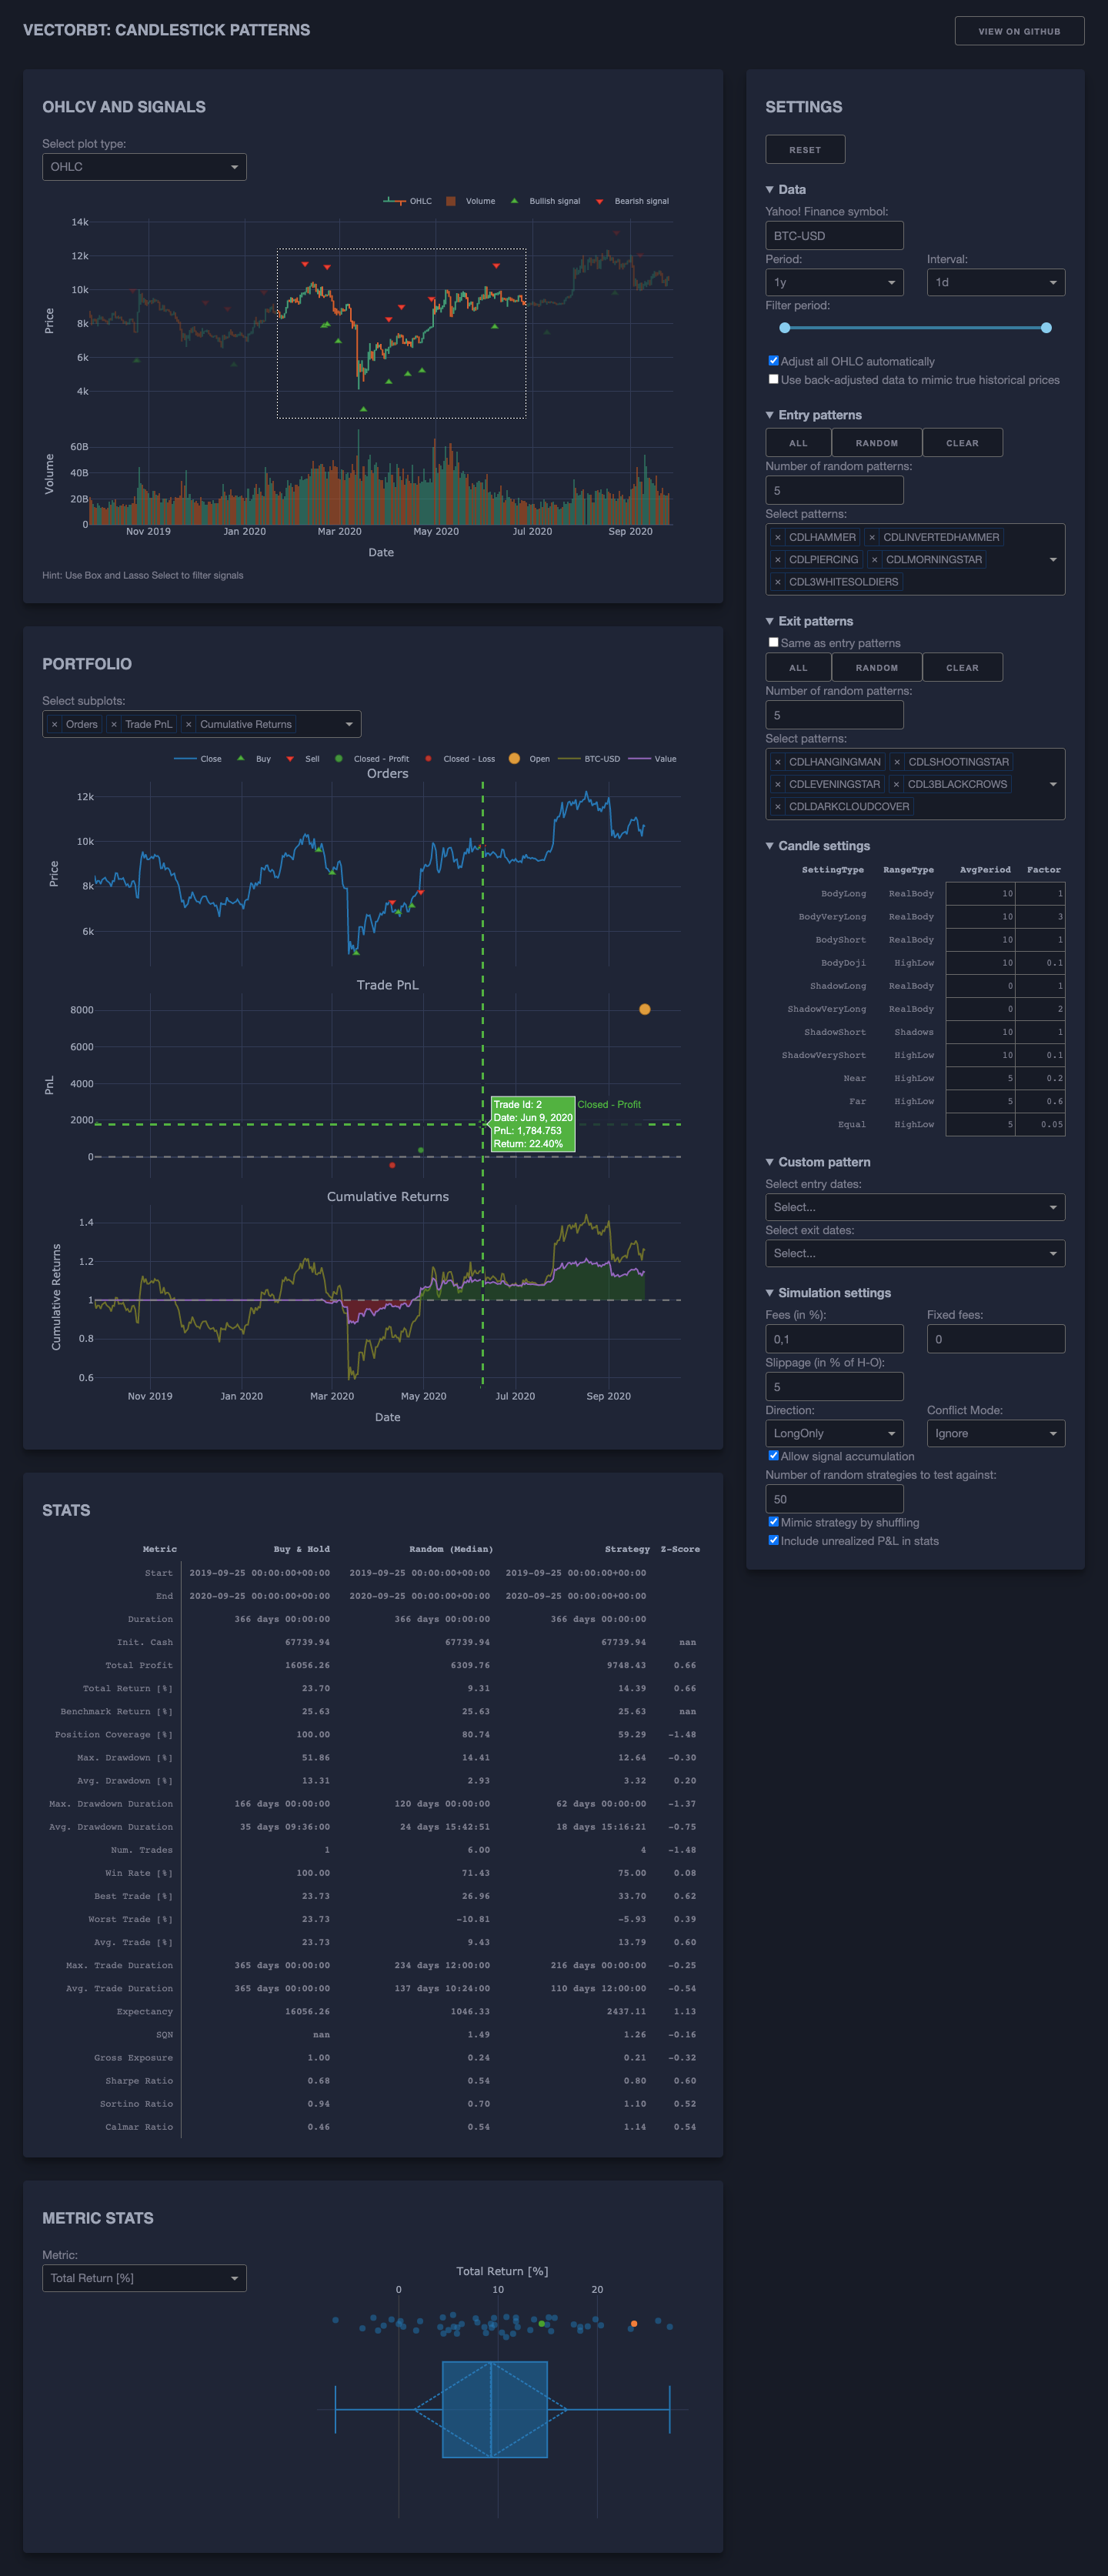 VECTORBT: CANDLESTICK PATTERNS
VIEW ON GITHUB
OHLCV AND SIGNALS
Select plot type:
OHLC
OHLC Volume Bullish signal Bearish signal
14k
12k
10k
8k
6k
4k
Price
60B
40B
20B
0
Volume
Nov 2019 Jan 2020 Mar 2020 May 2020 Jul 2020 Sep 2020
Date
Hint: Use Box and Lasso Select to filter signals
PORTFOLIO
Select subplots:
× Orders × Trade PnL × Cumulative Returns
Close Buy Sell Closed - Profit Closed - Loss Open BTC-USD Value
Orders
12k
10k
8k
6k
Price
Trade PnL
8000
6000
4000
2000
0
PnL
Trade Id: 2
Date: Jun 9, 2020
PnL: 1,784.753
Return: 22.40%
Closed - Profit
Cumulative Returns
1.4
1.2
1
0.8
0.6
Cumulative Returns
Nov 2019 Jan 2020 Mar 2020 May 2020 Jul 2020 Sep 2020
Date
STATS
Metric Buy & Hold Random (Median) Strategy Z-Score
Start 2019-09-25 00:00:00+00:00 2019-09-25 00:00:00+00:00 2019-09-25 00:00:00+00:00
End 2020-09-25 00:00:00+00:00 2020-09-25 00:00:00+00:00 2020-09-25 00:00:00+00:00
Duration 366 days 00:00:00 366 days 00:00:00 366 days 00:00:00
Init. Cash 67739.94 67739.94 67739.94 nan
Total Profit 16056.26 6309.76 9748.43 0.66
Total Return [%] 23.70 9.31 14.39 0.66
Benchmark Return [%] 25.63 25.63 25.63 nan
Position Coverage [%] 100.00 80.74 59.29 -1.48
Max. Drawdown [%] 51.86 14.41 12.64 -0.30
Avg. Drawdown [%] 13.31 2.93 3.32 0.20
Max. Drawdown Duration 166 days 00:00:00 120 days 00:00:00 62 days 00:00:00 -1.37
Avg. Drawdown Duration 35 days 09:36:00 24 days 15:42:51 18 days 15:16:21 -0.75
Num. Trades 1 6.00 4 -1.48
Win Rate [%] 100.00 71.43 75.00 0.08
Best Trade [%] 23.73 26.96 33.70 0.62
Worst Trade [%] 23.73 -10.81 -5.93 0.39
Avg. Trade [%] 23.73 9.43 13.79 0.60
Max. Trade Duration 365 days 00:00:00 234 days 12:00:00 216 days 00:00:00 -0.25
Avg. Trade Duration 365 days 00:00:00 137 days 10:24:00 110 days 12:00:00 -0.54
Expectancy 16056.26 1046.33 2437.11 1.13
SQN nan 1.49 1.26 -0.16
Gross Exposure 1.00 0.24 0.21 -0.32
Sharpe Ratio 0.68 0.54 0.80 0.60
Sortino Ratio 0.94 0.70 1.10 0.52
Calmar Ratio 0.46 0.54 1.14 0.54
METRIC STATS
Metric:
Total Return [%]
Total Return [%]
0 10 20
SETTINGS
RESET
▼ Data
Yahoo! Finance symbol:
BTC-USD
Period: Interval:
1y 1d
Filter period:
Adjust all OHLC automatically
Use back-adjusted data to mimic true historical prices
▼ Entry patterns
ALL RANDOM CLEAR
Number of random patterns:
5
Select patterns:
× CDLHAMMER × CDLINVERTEDHAMMER
× CDLPIERCING × CDLMORNINGSTAR
× CDL3WHITESOLDIERS
▼ Exit patterns
Same as entry patterns
ALL RANDOM CLEAR
Number of random patterns:
5
Select patterns:
× CDLHANGINGMAN × CDLSHOOTINGSTAR
× CDLEVENINGSTAR × CDL3BLACKCROWS
× CDLDARKCLOUDCOVER
▼ Candle settings
SettingType RangeType AvgPeriod Factor
BodyLong RealBody 10 1
BodyVeryLong RealBody 10 3
BodyShort RealBody 10 1
BodyDoji HighLow 10 0.1
ShadowLong RealBody 0 1
ShadowVeryLong RealBody 0 2
ShadowShort Shadows 10 1
ShadowVeryShort HighLow 10 0.1
Near HighLow 5 0.2
Far HighLow 5 0.6
Equal HighLow 5 0.05
▼ Custom pattern
Select entry dates:
Select...
Select exit dates:
Select...
▼ Simulation settings
Fees (in %): Fixed fees:
0,1 0
Slippage (in % of H-O):
5
Direction: Conflict Mode:
LongOnly Ignore
Allow signal accumulation
Number of random strategies to test against:
50
Mimic strategy by shuffling
Include unrealized P&L in stats